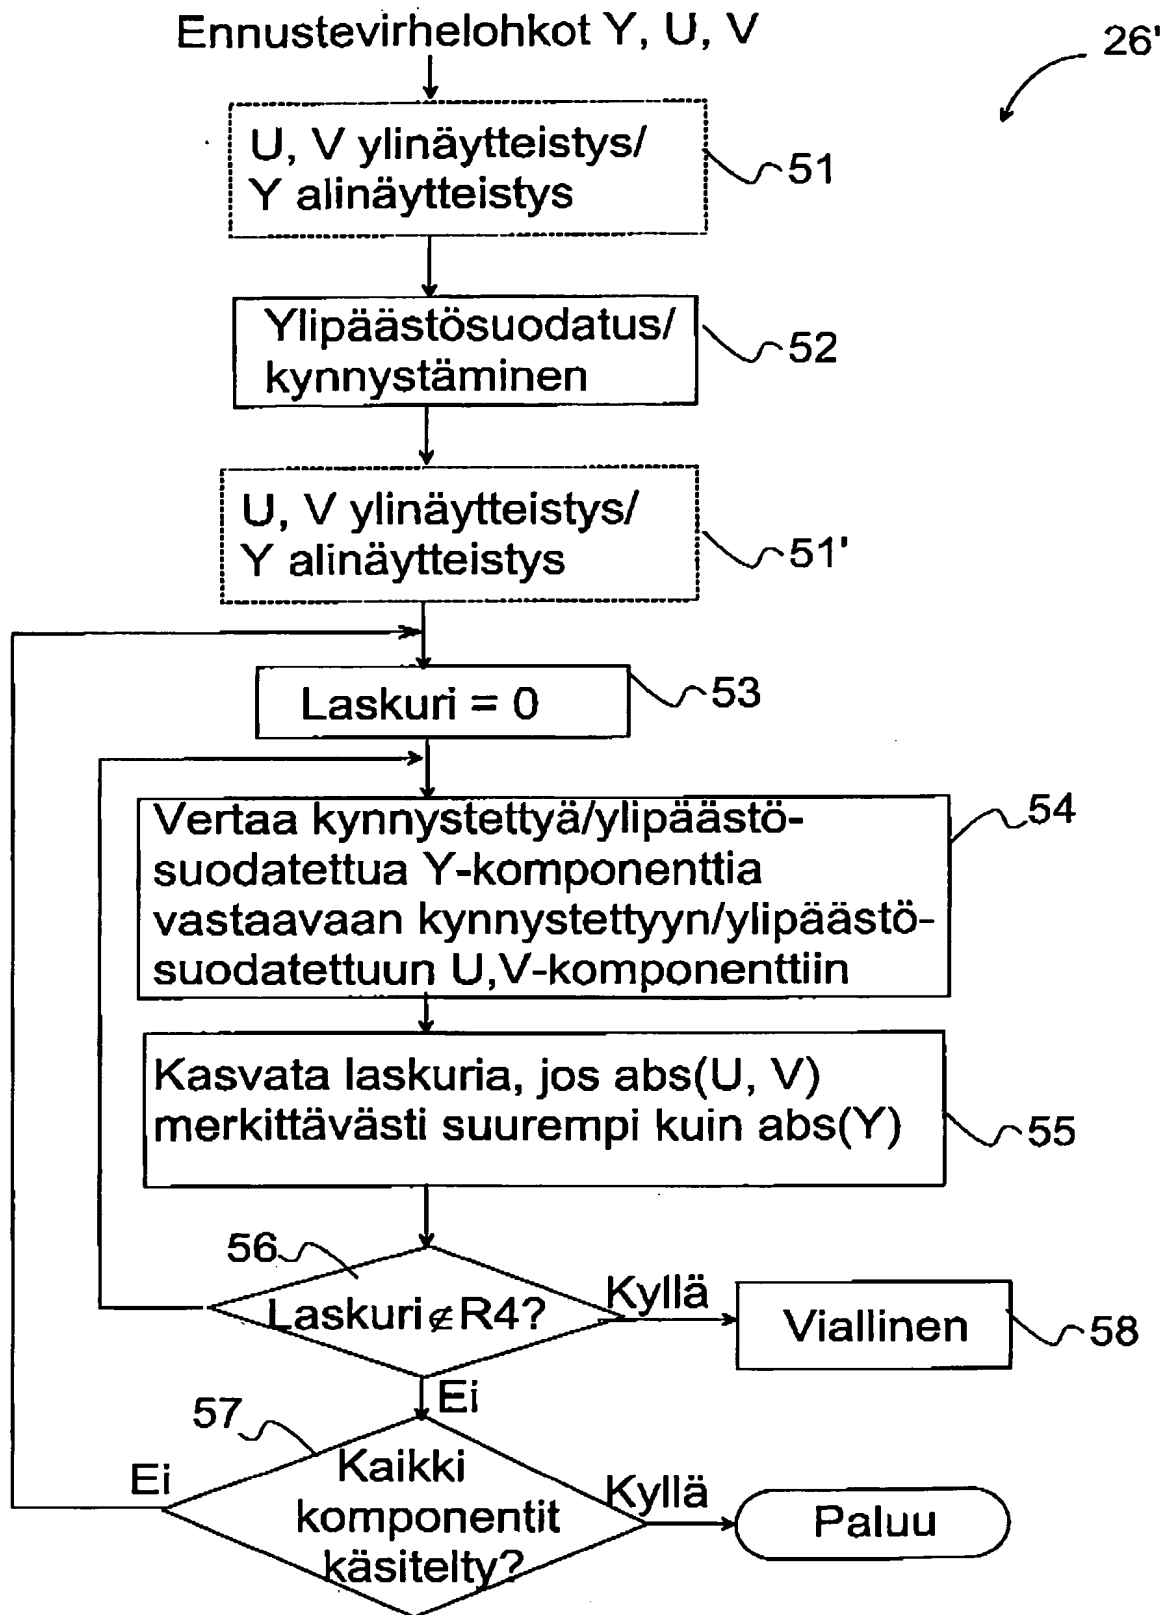 Ennustevirhelohkot Y, U, V
26'
U, V ylinäytteistys/
Y alinäytteistys
51
Ylipäästösuodatus/
kynnystäminen
52
U, V ylinäytteistys/
Y alinäytteistys
51'
Laskuri = 0
53
Vertaa kynnystettyä/ylipäästö-
suodatettua Y-komponenttia
vastaavaan kynnystettyyn/ylipäästö-
suodatettuun U,V-komponenttiin
54
Kasvata laskuria, jos abs(U, V)
merkittävästi suurempi kuin abs(Y)
55
56
Laskuri ∉ R4?
Kyllä
Viallinen
58
Ei
57
Ei
Kaikki
komponentit
käsitelty?
Kyllä
Paluu